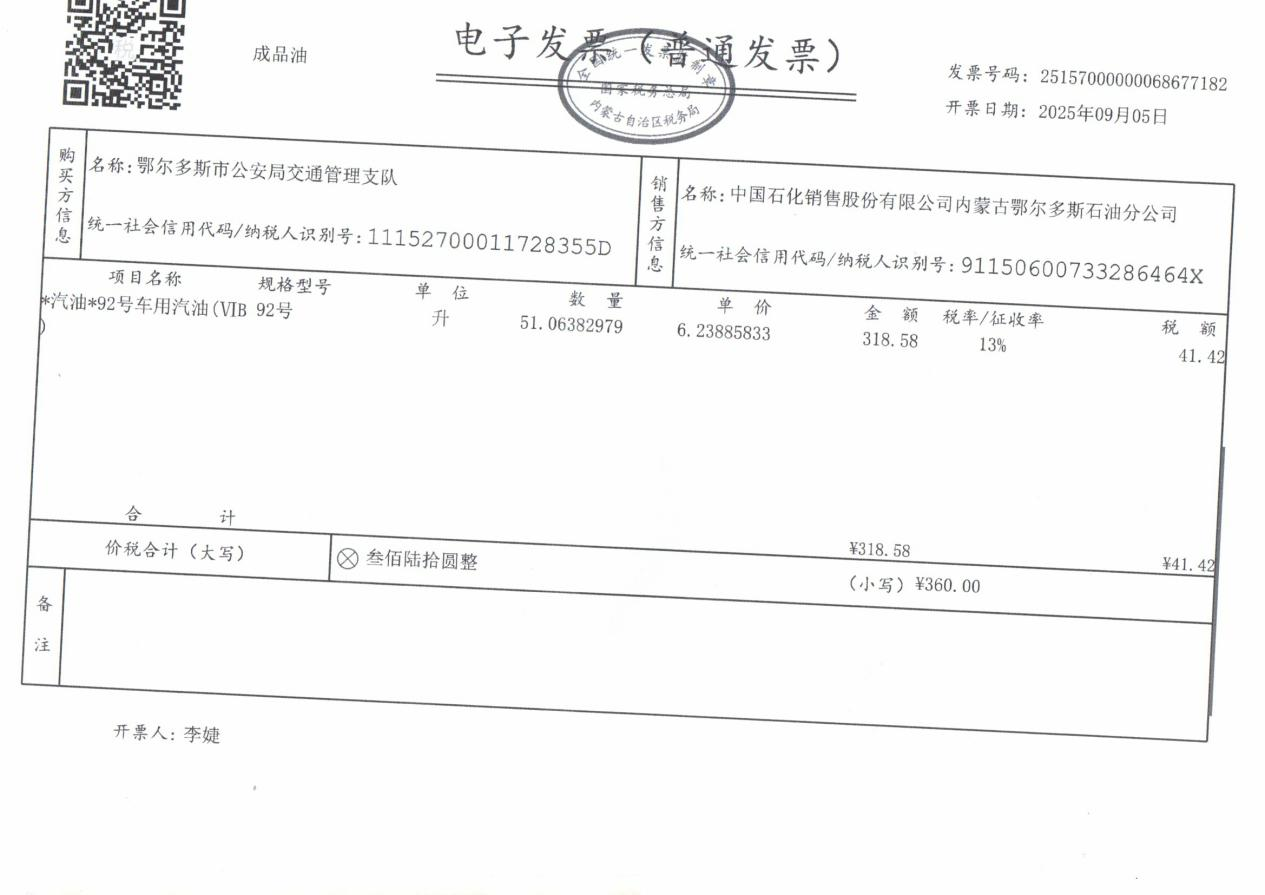 税
成品油
电子发票（普通发票）
全国统一发票监制章
国家税务总局
内蒙古自治区税务局
发票号码：25157000000068677182
开票日期：2025年09月05日
购买方信息
名称：鄂尔多斯市公安局交通管理支队
统一社会信用代码/纳税人识别号：11152700011728355D
销售方信息
名称：中国石化销售股份有限公司内蒙古鄂尔多斯石油分公司
统一社会信用代码/纳税人识别号：91150600733286464X
项目名称 规格型号 单 位 数 量 单 价 金 额 税率/征收率 税 额
*汽油*92号车用汽油(VIB 92号 升 51.06382979 6.23885833 318.58 13% 41.42
)
合 计 ¥318.58 ¥41.42
价税合计（大写） 叁佰陆拾圆整 （小写）¥360.00
备注
开票人：李婕